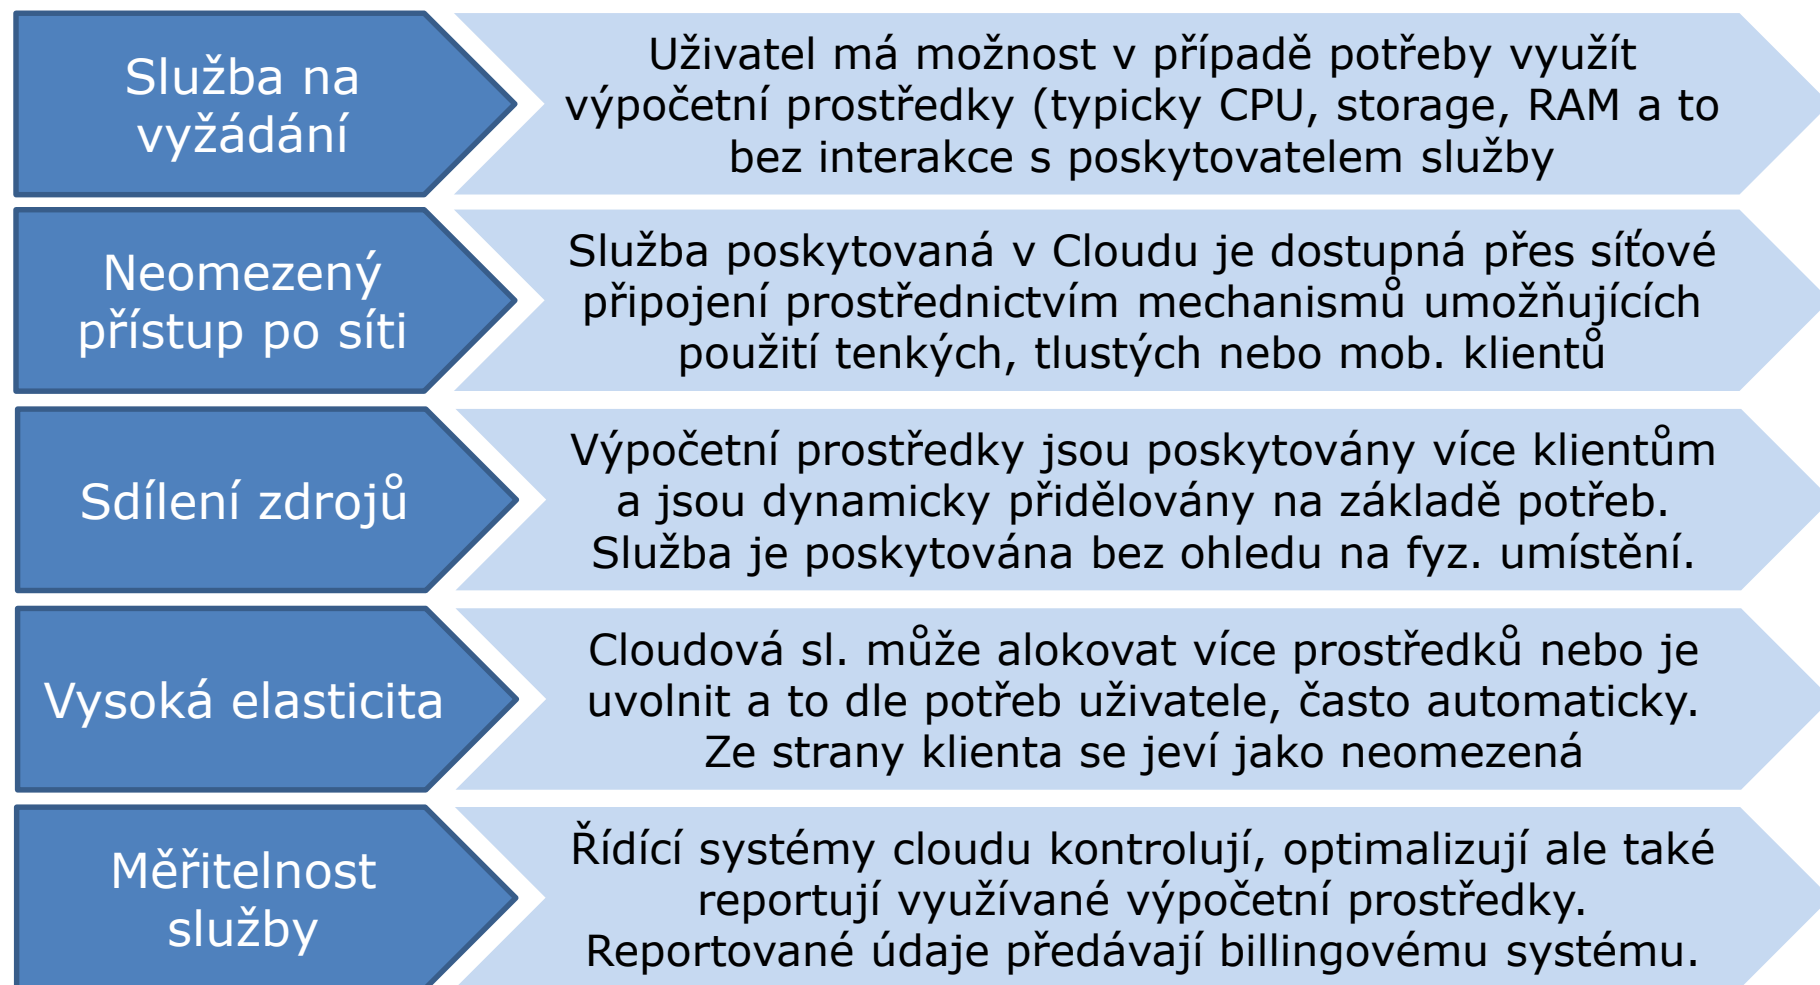 Služba na
vyžádání
Uživatel má možnost v případě potřeby využít
výpočetní prostředky (typicky CPU, storage, RAM a to
bez interakce s poskytovatelem služby
Neomezený
přístup po síti
Služba poskytovaná v Cloudu je dostupná přes síťové
připojení prostřednictvím mechanismů umožňujících
použití tenkých, tlustých nebo mob. klientů
Sdílení zdrojů
Výpočetní prostředky jsou poskytovány více klientům
a jsou dynamicky přidělovány na základě potřeb.
Služba je poskytována bez ohledu na fyz. umístění.
Vysoká elasticita
Cloudová sl. může alokovat více prostředků nebo je
uvolnit a to dle potřeb uživatele, často automaticky.
Ze strany klienta se jeví jako neomezená
Měřitelnost
služby
Řídící systémy cloudu kontrolují, optimalizují ale také
reportují využívané výpočetní prostředky.
Reportované údaje předávají billingovému systému.